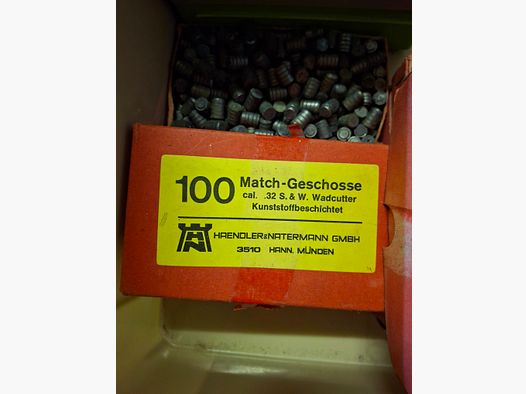 100 Match-Geschosse
cal. .32 S. & W. Wadcutter
Kunststoffbeschichtet
HAENDLER&NATERMANN GMBH
3510 HANN. MÜNDEN